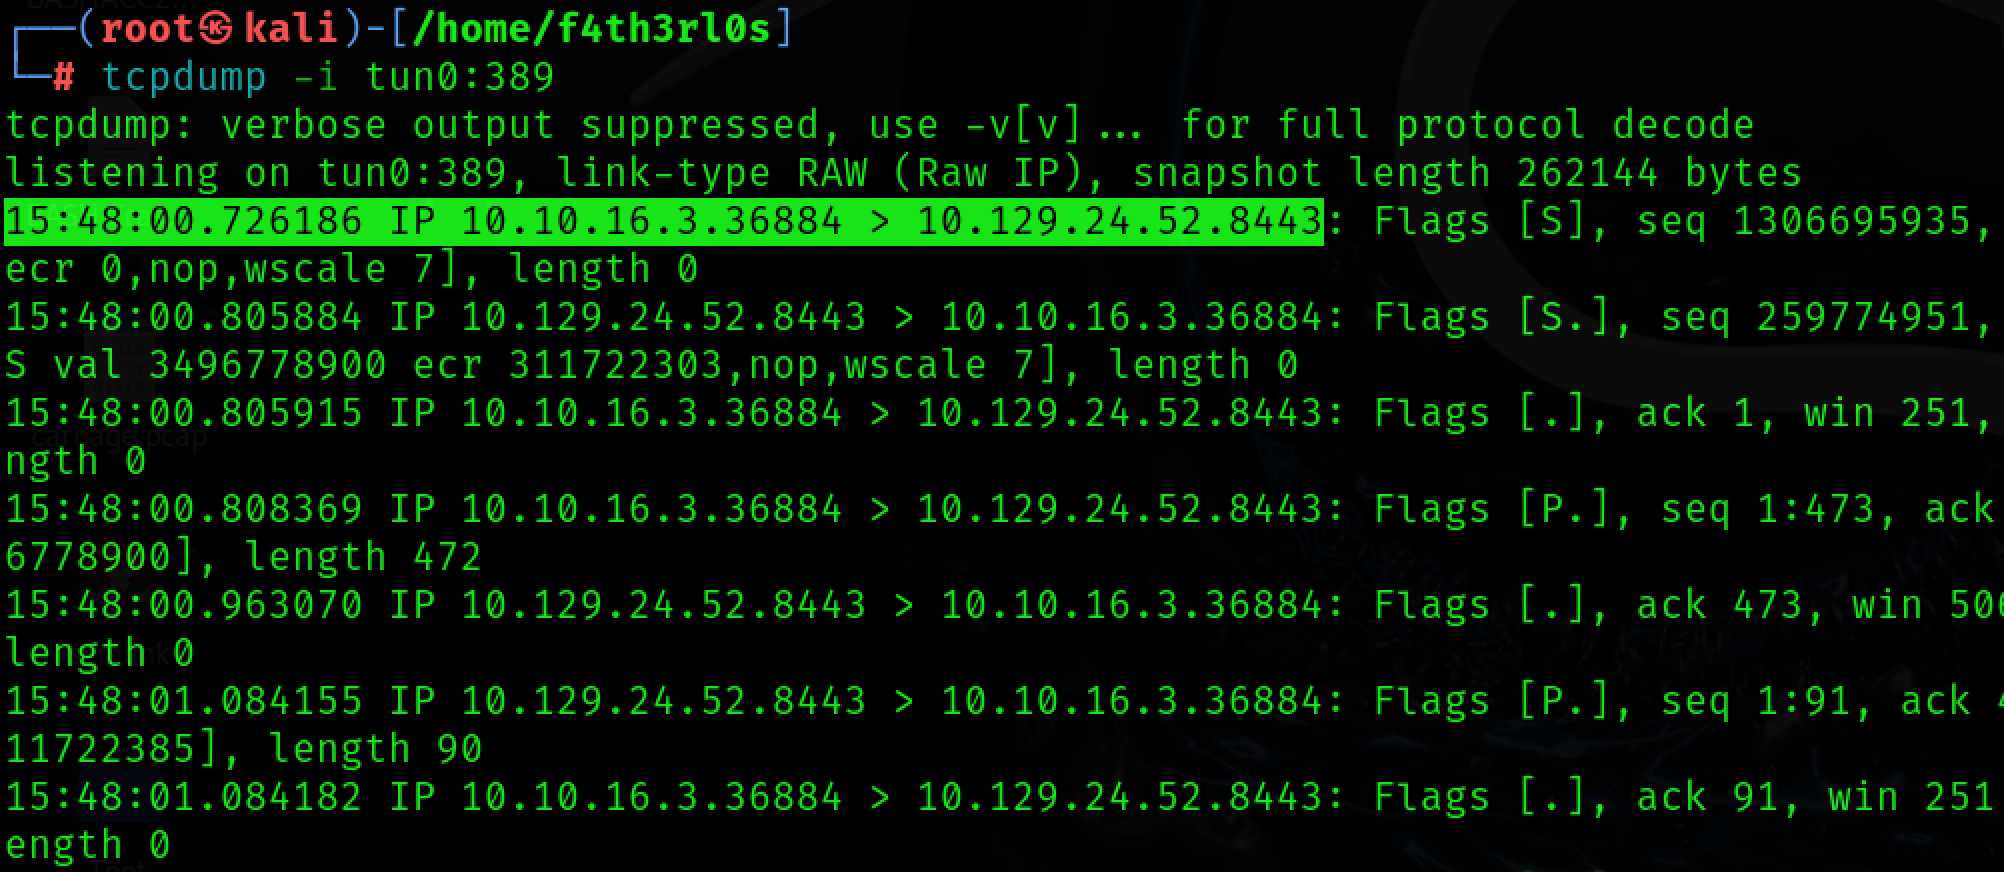 ┌──(root㉿kali)-[/home/f4th3rl0s]
└─# tcpdump -i tun0:389
tcpdump: verbose output suppressed, use -v[v]... for full protocol decode
listening on tun0:389, link-type RAW (Raw IP), snapshot length 262144 bytes
15:48:00.726186 IP 10.10.16.3.36884 > 10.129.24.52.8443: Flags [S], seq 1306695935,
ecr 0,nop,wscale 7], length 0
15:48:00.805884 IP 10.129.24.52.8443 > 10.10.16.3.36884: Flags [S.], seq 259774951,
S val 3496778900 ecr 311722303,nop,wscale 7], length 0
15:48:00.805915 IP 10.10.16.3.36884 > 10.129.24.52.8443: Flags [.], ack 1, win 251,
carnage.pcap
ngth 0
15:48:00.808369 IP 10.10.16.3.36884 > 10.129.24.52.8443: Flags [P.], seq 1:473, ack
6778900], length 472
15:48:00.963070 IP 10.129.24.52.8443 > 10.10.16.3.36884: Flags [.], ack 473, win 506
length 0
15:48:01.084155 IP 10.129.24.52.8443 > 10.10.16.3.36884: Flags [P.], seq 1:91, ack 4
11722385], length 90
15:48:01.084182 IP 10.10.16.3.36884 > 10.129.24.52.8443: Flags [.], ack 91, win 251
ength 0